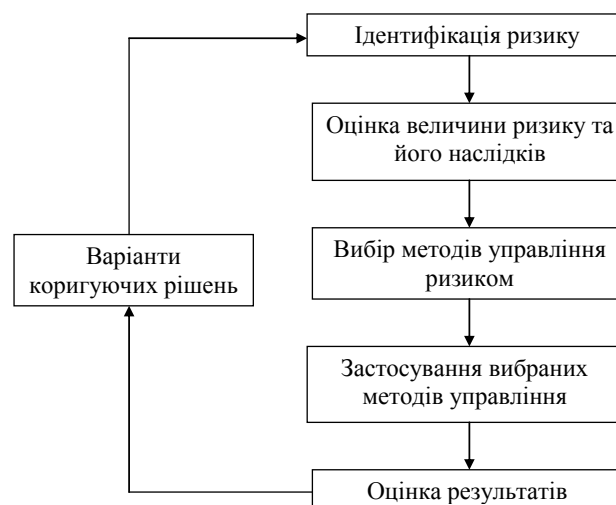 Ідентифікація ризику
Оцінка величини ризику та
його наслідків
Вибір методів управління
ризиком
Варіанти
коригуючих рішень
Застосування вибраних
методів управління
Оцінка результатів